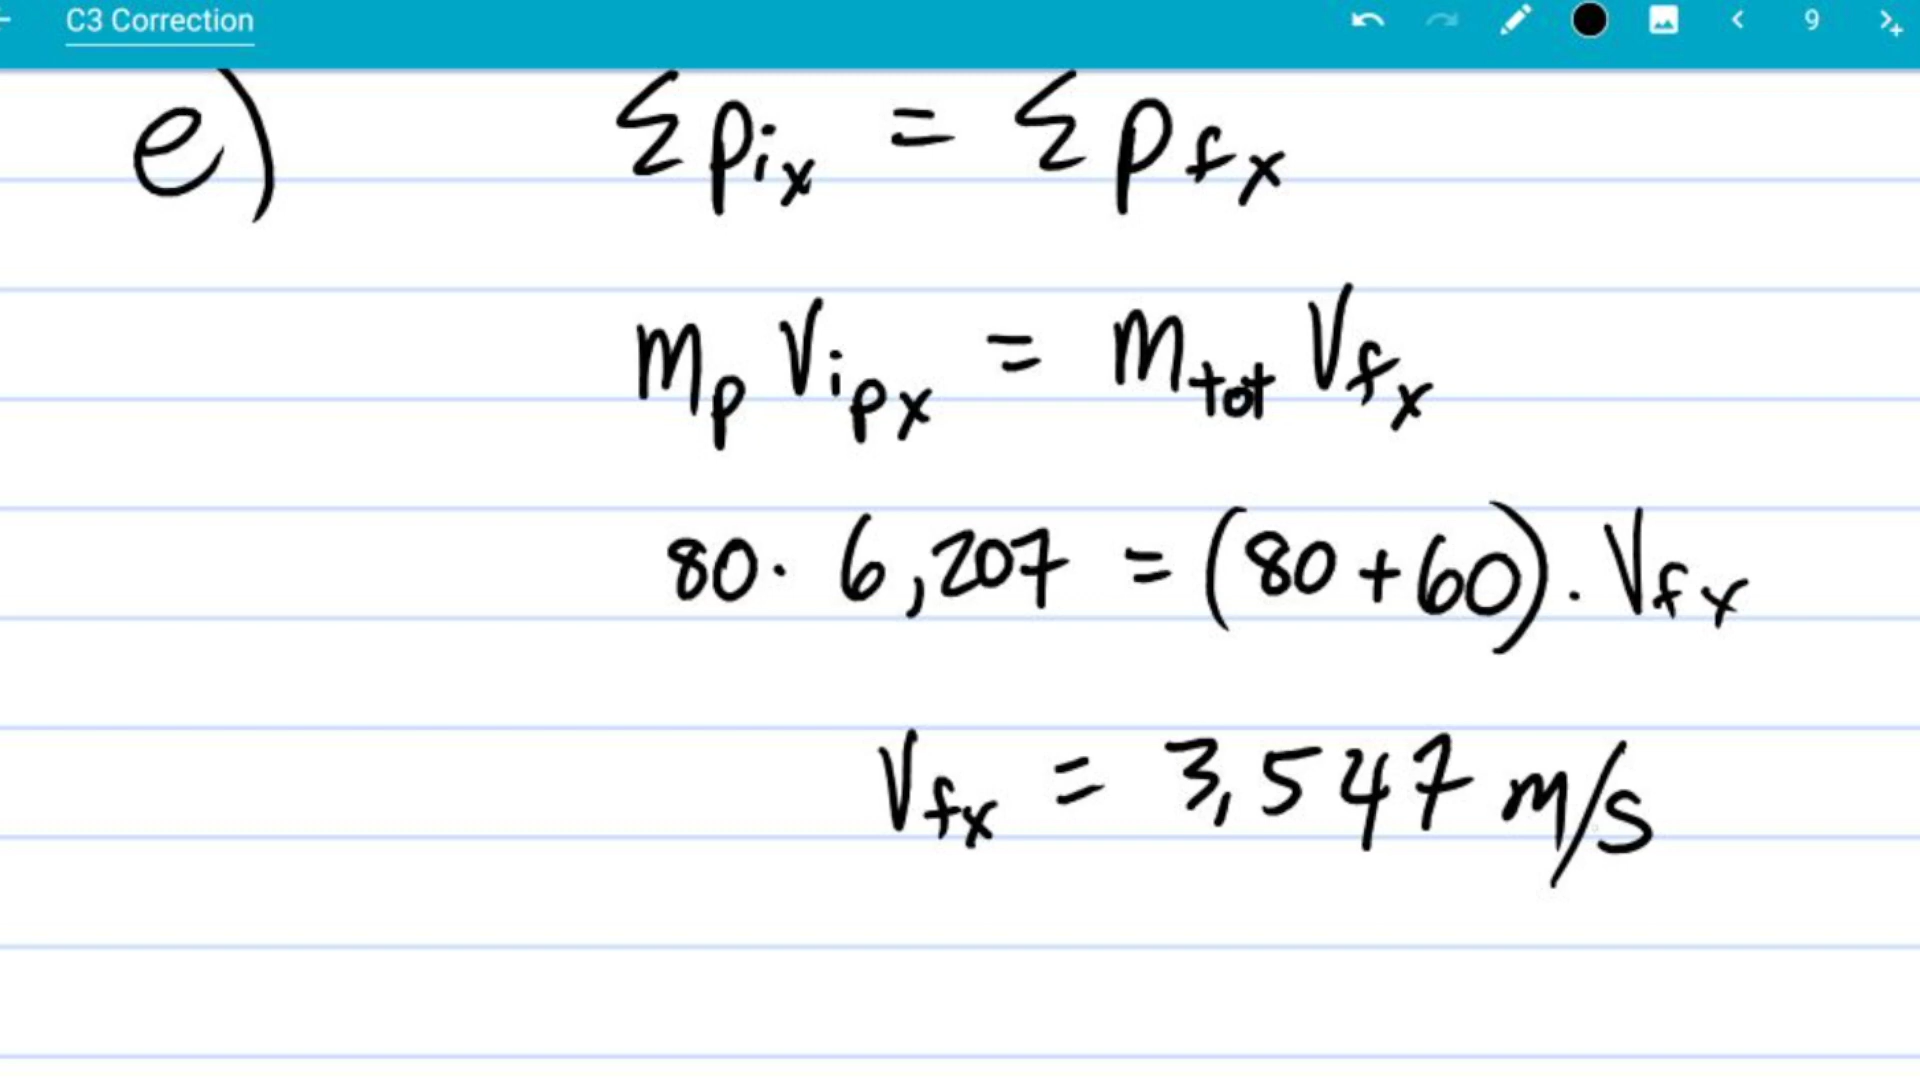 C3 Correction
9
e) Σp_ix = Σp_fx
m_p V_ipx = m_tot V_fx
80 · 6,207 = (80 + 60) · V_fx
V_fx = 3,547 m/s